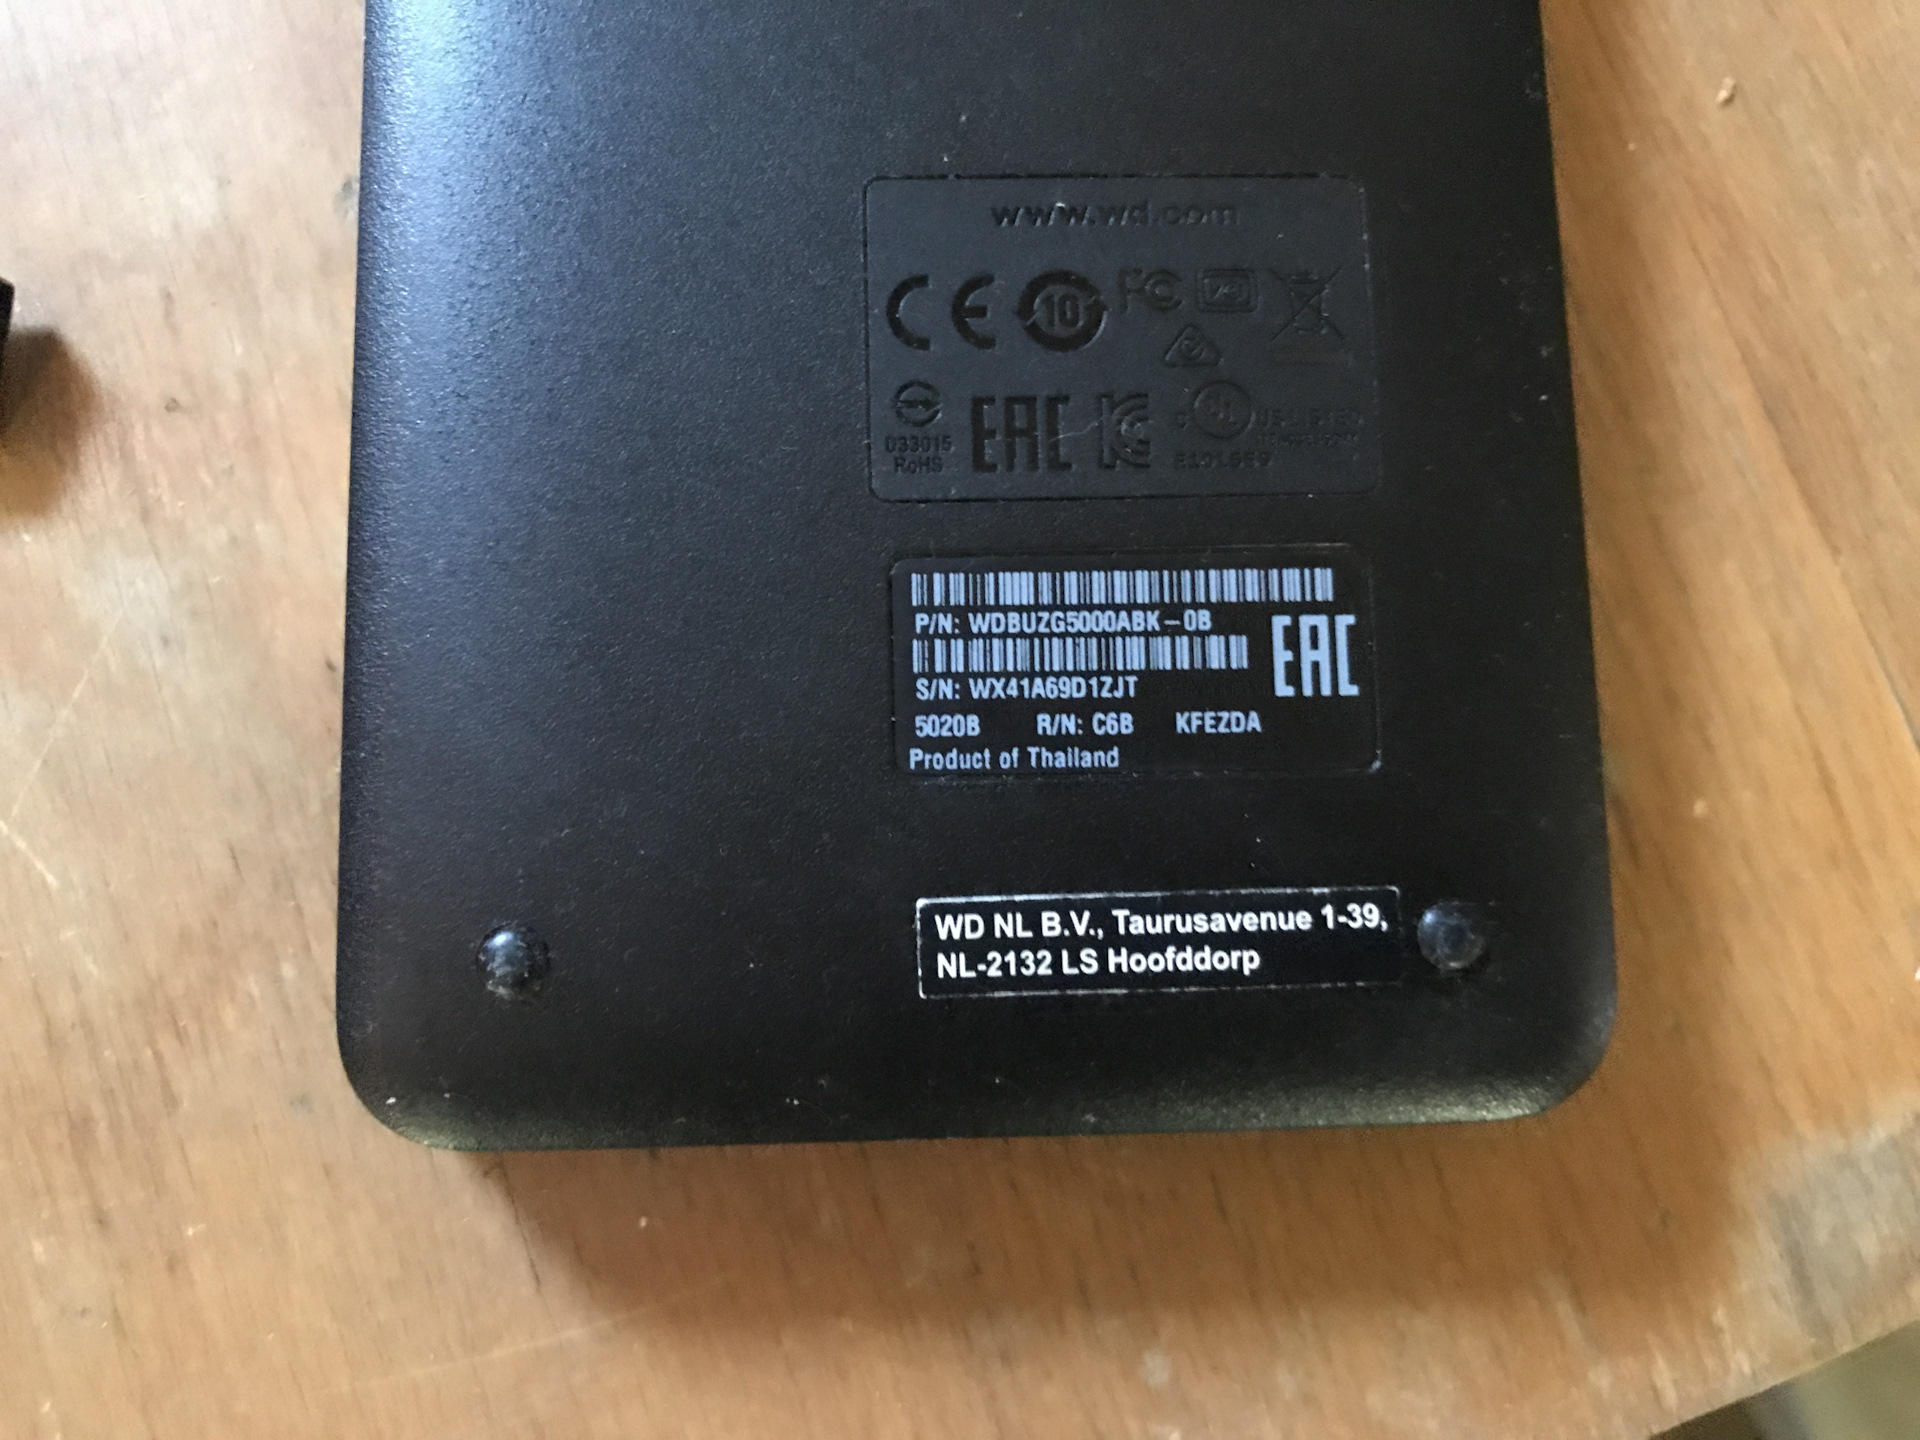 www.wd.com
CE 10 FC
D33015
RoHS
EAC
P/N: WDBUZG5000ABK-0B
S/N: WX41A69D1ZJT
EAC
5020B R/N: C6B KFEZDA
Product of Thailand
WD NL B.V., Taurusavenue 1-39,
NL-2132 LS Hoofddorp